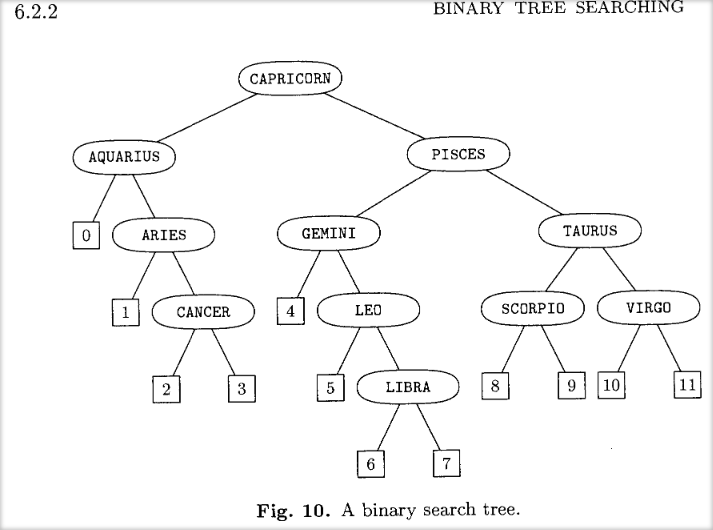 6.2.2
BINARY TREE SEARCHING
CAPRICORN
AQUARIUS
PISCES
0
ARIES
GEMINI
TAURUS
1
CANCER
4
LEO
SCORPIO
VIRGO
2
3
5
LIBRA
8
9
10
11
6
7
Fig. 10. A binary search tree.